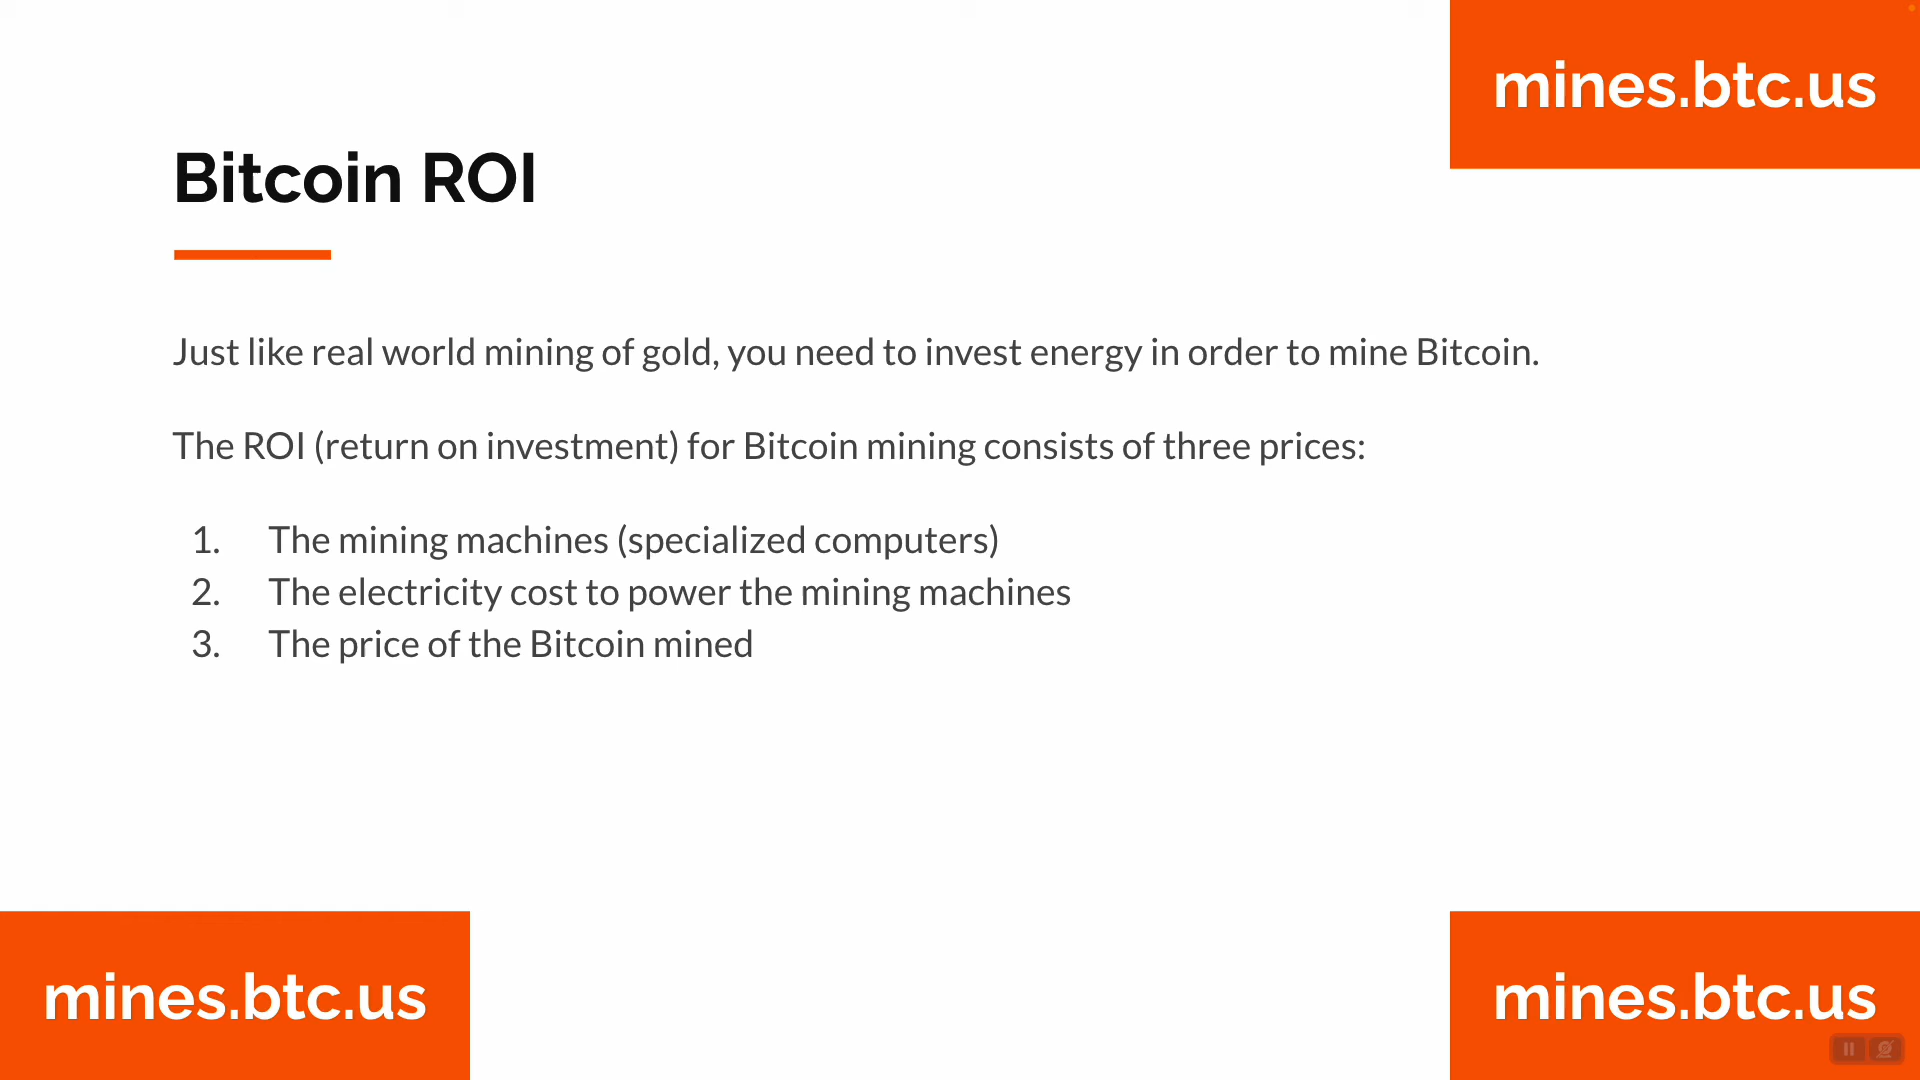 mines.btc.us
Bitcoin ROI
Just like real world mining of gold, you need to invest energy in order to mine Bitcoin.
The ROI (return on investment) for Bitcoin mining consists of three prices:
1. The mining machines (specialized computers)
2. The electricity cost to power the mining machines
3. The price of the Bitcoin mined
mines.btc.us
mines.btc.us